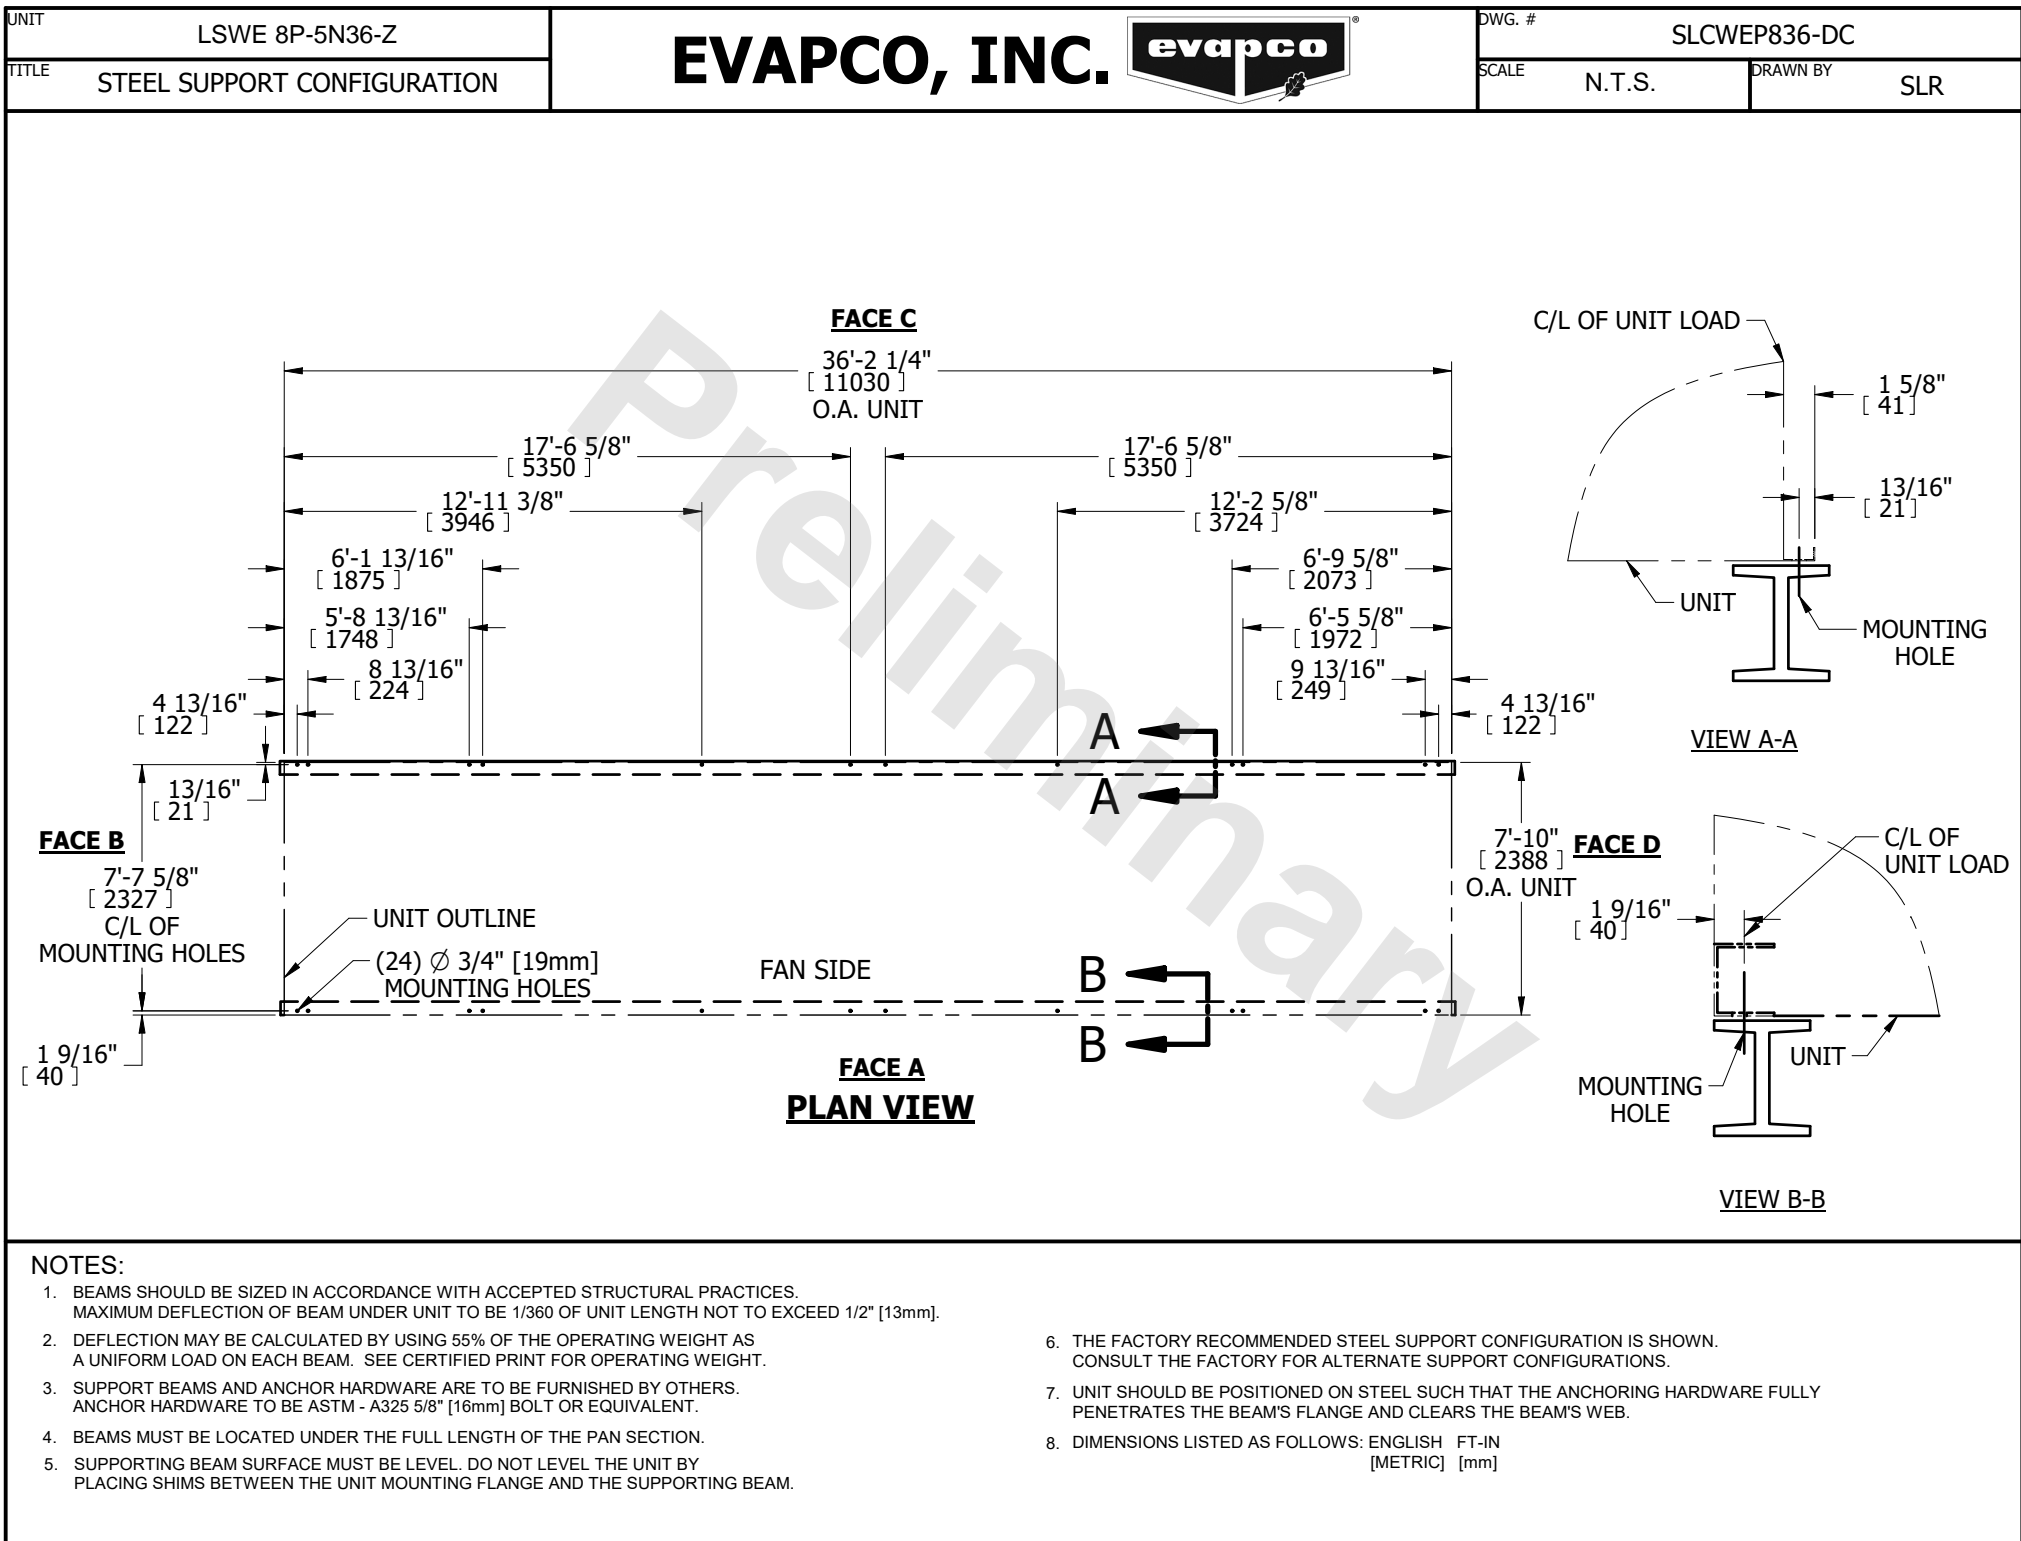 UNIT
LSWE 8P-5N36-Z
TITLE
STEEL SUPPORT CONFIGURATION
EVAPCO, INC.
evapco
®
DWG. #
SLCWEP836-DC
SCALE
N.T.S.
DRAWN BY
SLR
Preliminary
FACE C
36'-2 1/4"
[ 11030 ]
O.A. UNIT
17'-6 5/8"
[ 5350 ]
17'-6 5/8"
[ 5350 ]
12'-11 3/8"
[ 3946 ]
12'-2 5/8"
[ 3724 ]
6'-1 13/16"
[ 1875 ]
6'-9 5/8"
[ 2073 ]
5'-8 13/16"
[ 1748 ]
6'-5 5/8"
[ 1972 ]
8 13/16"
[ 224 ]
9 13/16"
[ 249 ]
4 13/16"
[ 122 ]
4 13/16"
[ 122 ]
A
A
13/16"
[ 21 ]
FACE B
7'-7 5/8"
[ 2327 ]
C/L OF
MOUNTING HOLES
7'-10"
[ 2388 ]
O.A. UNIT
FACE D
UNIT OUTLINE
(24) Ø 3/4" [19mm]
MOUNTING HOLES
FAN SIDE
B
B
1 9/16"
[ 40 ]
FACE A
PLAN VIEW
C/L OF UNIT LOAD
1 5/8"
[ 41 ]
13/16"
[ 21 ]
UNIT
MOUNTING
HOLE
VIEW A-A
C/L OF
UNIT LOAD
1 9/16"
[ 40 ]
UNIT
MOUNTING
HOLE
VIEW B-B
NOTES:
1. BEAMS SHOULD BE SIZED IN ACCORDANCE WITH ACCEPTED STRUCTURAL PRACTICES.
MAXIMUM DEFLECTION OF BEAM UNDER UNIT TO BE 1/360 OF UNIT LENGTH NOT TO EXCEED 1/2" [13mm].
2. DEFLECTION MAY BE CALCULATED BY USING 55% OF THE OPERATING WEIGHT AS
A UNIFORM LOAD ON EACH BEAM. SEE CERTIFIED PRINT FOR OPERATING WEIGHT.
3. SUPPORT BEAMS AND ANCHOR HARDWARE ARE TO BE FURNISHED BY OTHERS.
ANCHOR HARDWARE TO BE ASTM - A325 5/8" [16mm] BOLT OR EQUIVALENT.
4. BEAMS MUST BE LOCATED UNDER THE FULL LENGTH OF THE PAN SECTION.
5. SUPPORTING BEAM SURFACE MUST BE LEVEL. DO NOT LEVEL THE UNIT BY
PLACING SHIMS BETWEEN THE UNIT MOUNTING FLANGE AND THE SUPPORTING BEAM.
6. THE FACTORY RECOMMENDED STEEL SUPPORT CONFIGURATION IS SHOWN.
CONSULT THE FACTORY FOR ALTERNATE SUPPORT CONFIGURATIONS.
7. UNIT SHOULD BE POSITIONED ON STEEL SUCH THAT THE ANCHORING HARDWARE FULLY
PENETRATES THE BEAM'S FLANGE AND CLEARS THE BEAM'S WEB.
8. DIMENSIONS LISTED AS FOLLOWS: ENGLISH FT-IN
[METRIC] [mm]